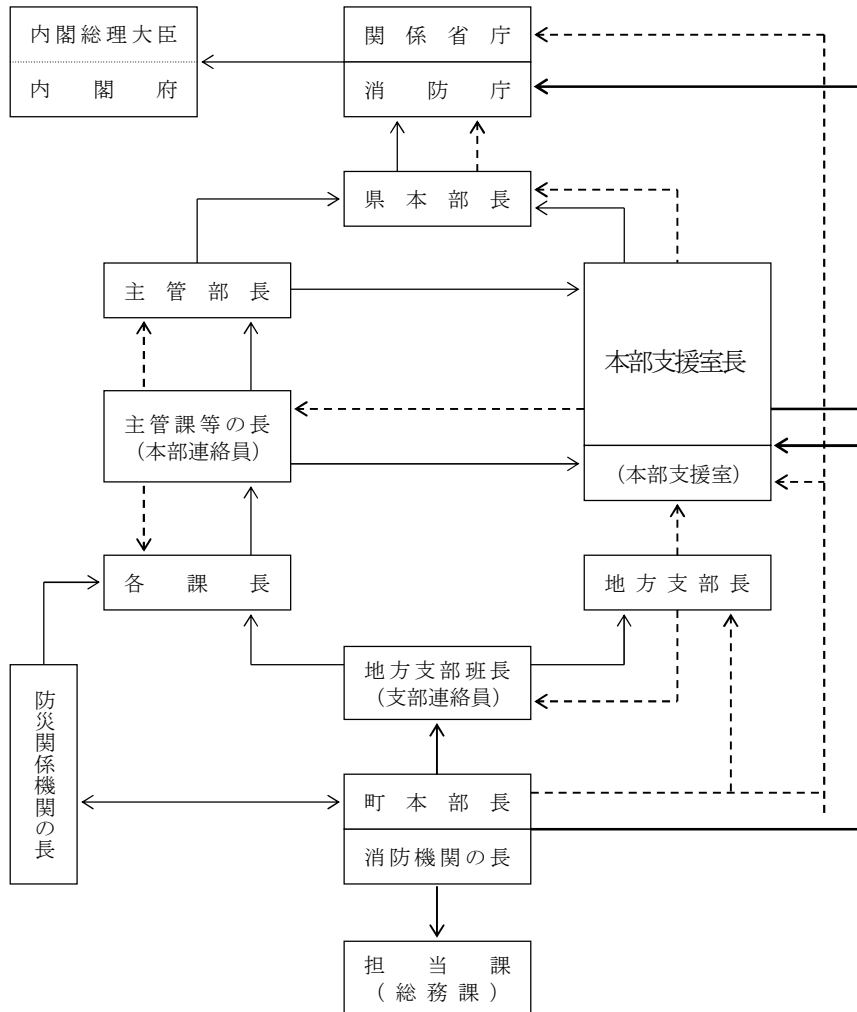 内閣総理大臣
内閣府
関係省庁
消防庁
県本部長
主管部長
本部支援室長
主管課等の長
（本部連絡員）
（本部支援室）
各課長
地方支部長
地方支部班長
（支部連絡員）
防災関係機関の長
町本部長
消防機関の長
担当課
（総務課）